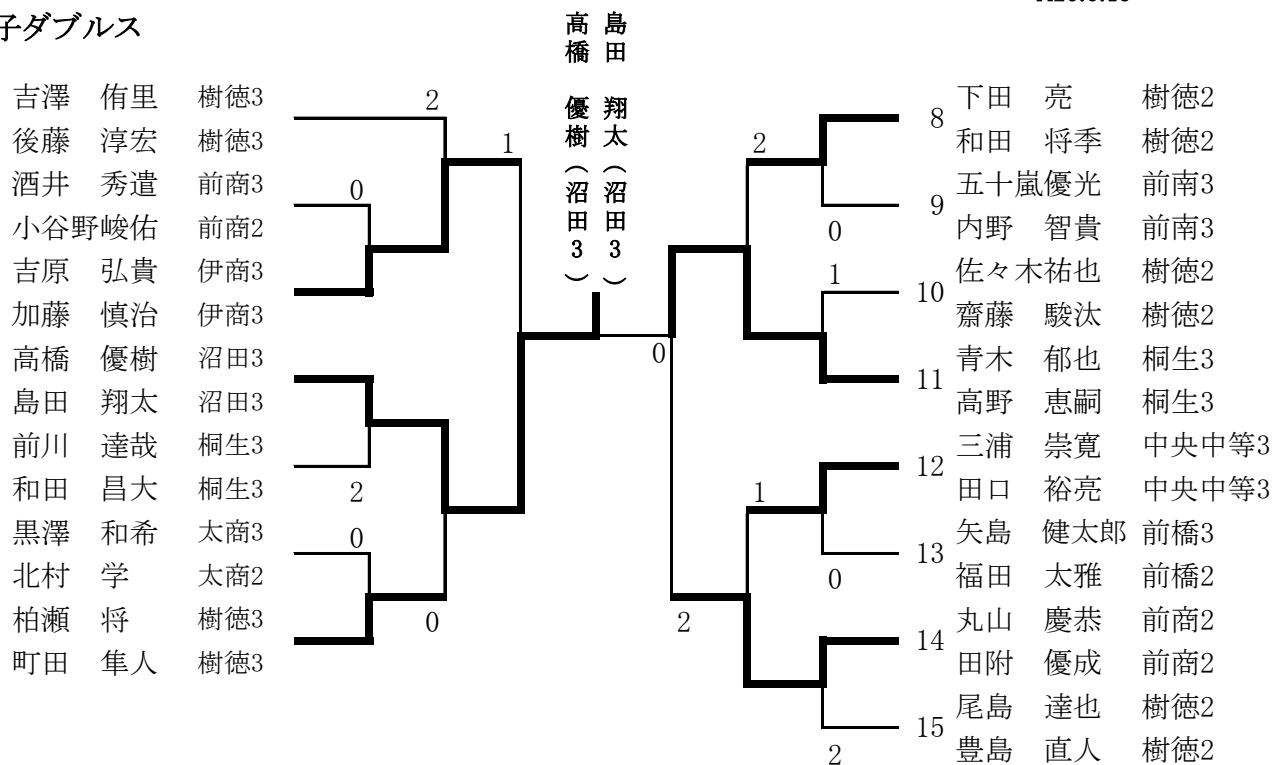 子ダブルス
島田 翔太(沼田3)
高橋 優樹(沼田3)
吉澤 侑里 樹徳3
後藤 淳宏 樹徳3
酒井 秀遣 前商3
小谷野峻佑 前商2
吉原 弘貴 伊商3
加藤 慎治 伊商3
高橋 優樹 沼田3
島田 翔太 沼田3
前川 達哉 桐生3
和田 昌大 桐生3
黒澤 和希 太商3
北村 学 太商2
柏瀬 将 樹徳3
町田 隼人 樹徳3
2
0
1
2
0
0
0
2
2
0
1
1
0
2
8 下田 亮 樹徳2
和田 将季 樹徳2
9 五十嵐優光 前南3
内野 智貴 前南3
10 佐々木祐也 樹徳2
齋藤 駿汰 樹徳2
11 青木 郁也 桐生3
高野 恵嗣 桐生3
12 三浦 崇寛 中央中等3
田口 裕亮 中央中等3
13 矢島 健太郎 前橋3
福田 太雅 前橋2
14 丸山 慶恭 前商2
田附 優成 前商2
15 尾島 達也 樹徳2
豊島 直人 樹徳2